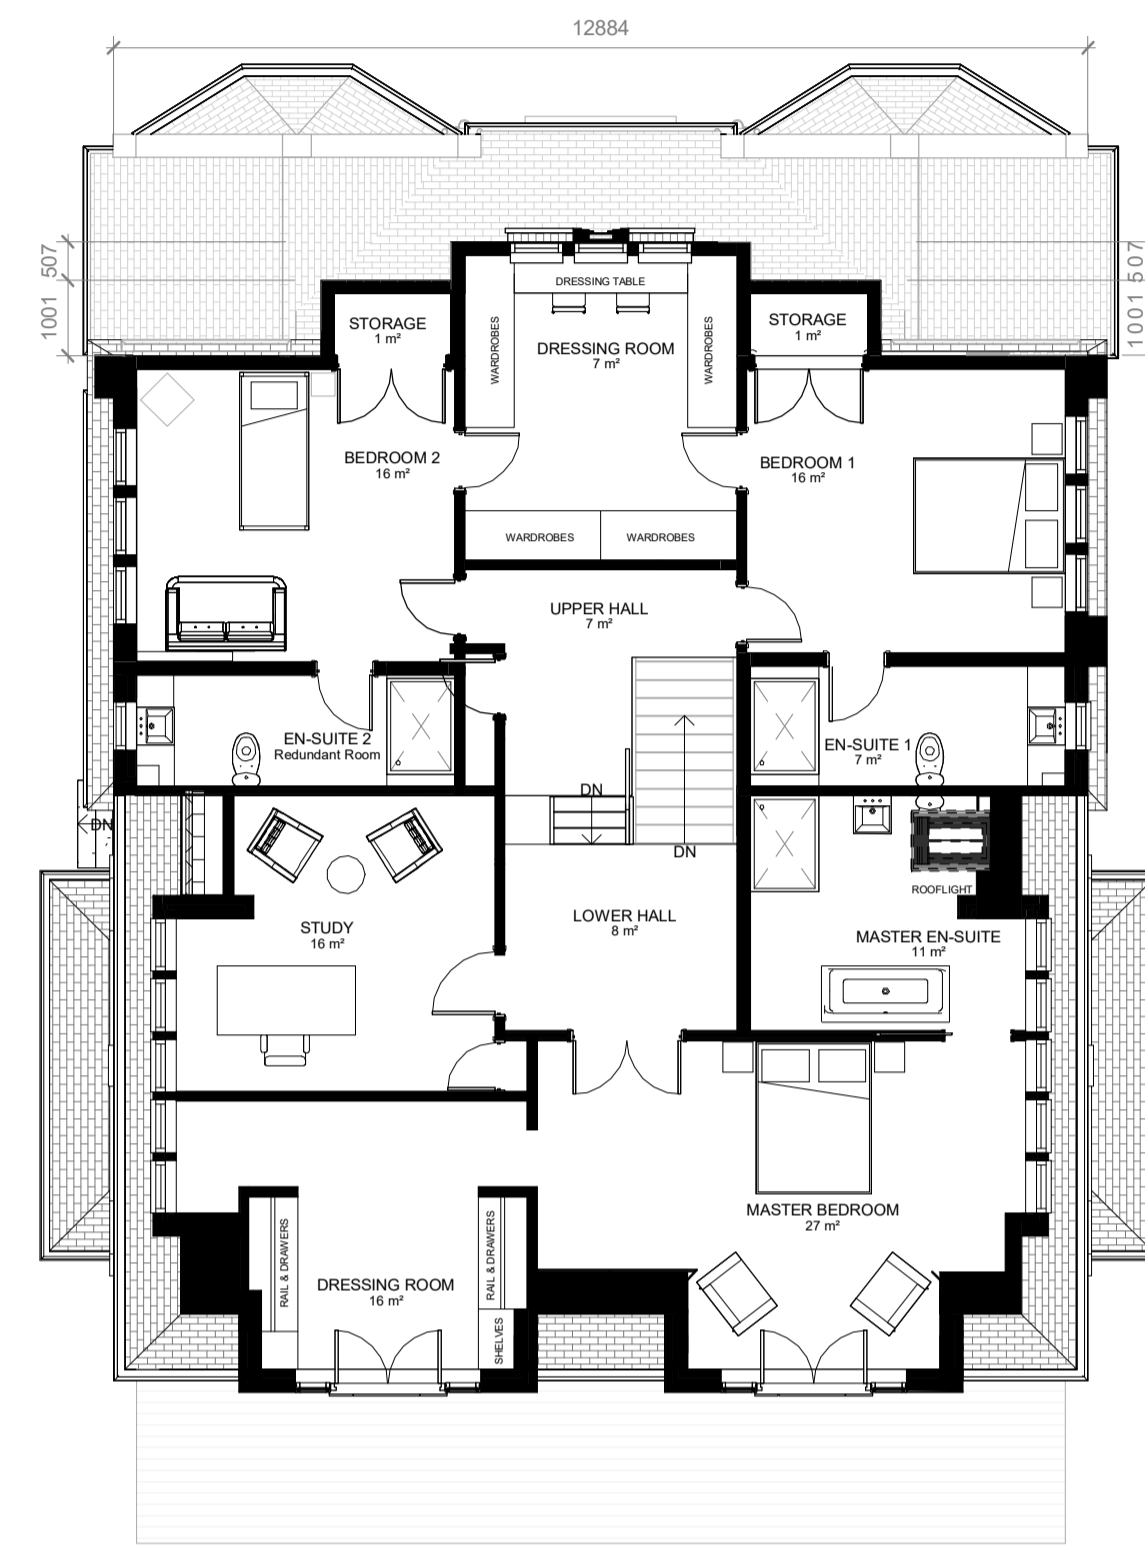 12884
507
1001
507
1001
DRESSING TABLE
STORAGE
1 m²
STORAGE
1 m²
WARDROBES
DRESSING ROOM
7 m²
WARDROBES
BEDROOM 2
16 m²
BEDROOM 1
16 m²
WARDROBES
WARDROBES
UPPER HALL
7 m²
EN-SUITE 2
Redundant Room
EN-SUITE 1
7 m²
DN
DN
DN
ROOFLIGHT
STUDY
16 m²
LOWER HALL
8 m²
MASTER EN-SUITE
11 m²
MASTER BEDROOM
27 m²
RAIL & DRAWERS
RAIL & DRAWERS
DRESSING ROOM
16 m²
SHELVES